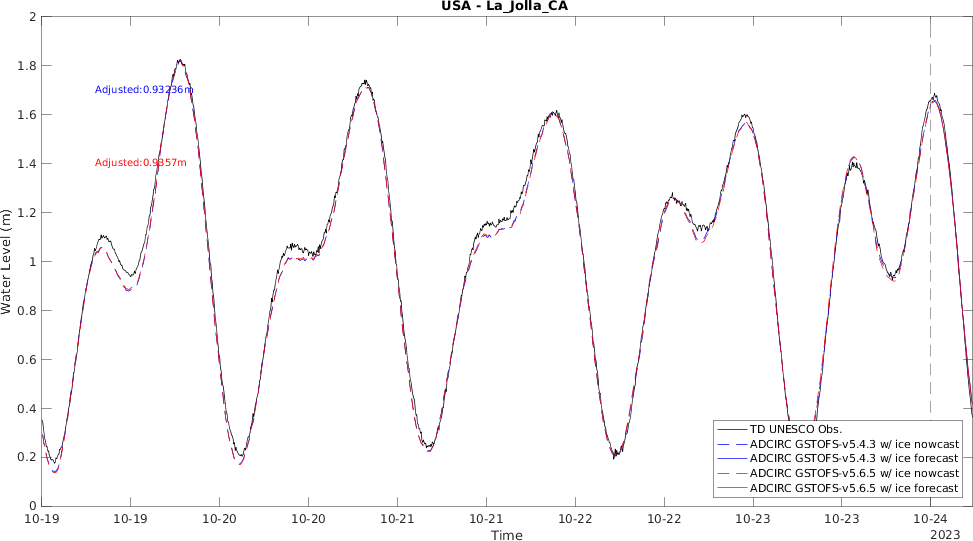 USA - La_Jolla_CA
2
1.8
1.6
1.4
1.2
1
0.8
0.6
0.4
0.2
0
Water Level (m)
Adjusted:0.93236m
Adjusted:0.9357m
TD UNESCO Obs.
ADCIRC GSTOFS-v5.4.3 w/ ice nowcast
ADCIRC GSTOFS-v5.4.3 w/ ice forecast
ADCIRC GSTOFS-v5.6.5 w/ ice nowcast
ADCIRC GSTOFS-v5.6.5 w/ ice forecast
10-19 10-19 10-20 10-20 10-21 10-21 10-22 10-22 10-23 10-23 10-24
2023
Time